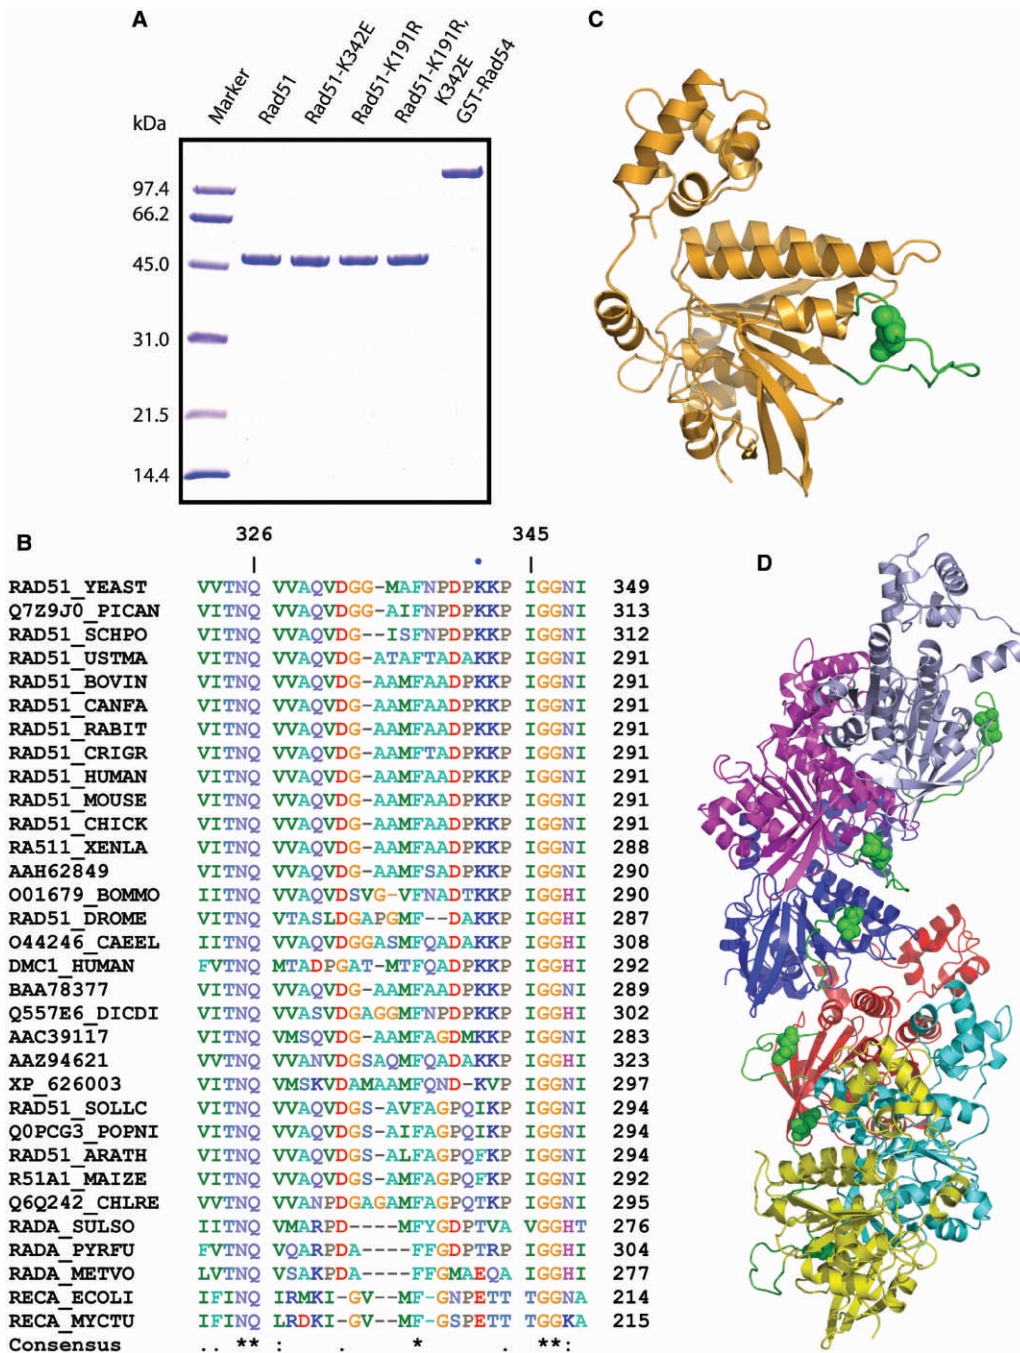 A
C
kDa
Marker
Rad51
Rad51-K342E
Rad51-K191R
Rad51-K191R,
K342E
GST-Rad54
97.4
66.2
45.0
31.0
21.5
14.4
B
326 345
D
RAD51_YEAST VVTNQ VVAQVDGG-MAFNPDPKKP IGGNI 349
Q7Z9J0_PICAN VITNQ VVAQVDGG-AIFNPDPKKP IGGNI 313
RAD51_SCHPO VITNQ VVAQVDG--ISFNPDPKKP IGGNI 312
RAD51_USTMA VITNQ VVAQVDG-ATAFTADAKKP IGGNI 291
RAD51_BOVIN VITNQ VVAQVDG-AAMFAADPKKP IGGNI 291
RAD51_CANFA VITNQ VVAQVDG-AAMFAADPKKP IGGNI 291
RAD51_RABIT VITNQ VVAQVDG-AAMFAADPKKP IGGNI 291
RAD51_CRIGR VITNQ VVAQVDG-AAMFTADPKKP IGGNI 291
RAD51_HUMAN VITNQ VVAQVDG-AAMFAADPKKP IGGNI 291
RAD51_MOUSE VITNQ VVAQVDG-AAMFAADPKKP IGGNI 291
RAD51_CHICK VITNQ VVAQVDG-AAMFAADPKKP IGGNI 291
RA511_XENLA VITNQ VVAQVDG-AAMFAADPKKP IGGNI 288
AAH62849 VITNQ VVAQVDG-AAMFSADPKKP IGGNI 290
O01679_BOMMO IITNQ VVAQVDSVG-VFNADTKKP IGGNI 290
RAD51_DROME VITNQ VTASLDGAPGMF--DAKKP IGGNI 287
O44246_CAEEL IITNQ VVAQVDGGASMFQADAKKP IGGHI 308
DMC1_HUMAN FVTNQ MTADPGAT-MTFQADPKKP IGGHI 292
BAA78377 VITNQ VVAQVDG-AAMFAADPKKP IGGNI 289
Q557E6_DICDI VITNQ VVASVDGAGGMFNPDPKKP IGGHI 302
AAC39117 VITNQ VMSQVDG-AAMFAGDMKKP IGGNI 283
AAZ94621 VITNQ VVANVDGSAQMFQADAKKP IGGHI 323
XP_626003 VITNQ VMSKVDAMAAMFQND-KVP IGGNI 297
RAD51_SOLLC VITNQ VVAQVDGS-AVFAGPQIKP IGGNI 294
Q0PCG3_POPNI VITNQ VVAQVDGS-AIFAGPQIKP IGGNI 294
RAD51_ARATH VITNQ VVAQVDGS-ALFAGPQFKP IGGNI 294
R51A1_MAIZE VITNQ VVAQVDGS-AMFAGPQFKP IGGNI 292
Q6Q242_CHLRE VITNQ VVANPDGAGAMFAGPQTKP IGGNI 295
RADA_SULSO IITNQ VMARPD----MFYGDPTVA VGGHT 276
RADA_PYRFU FVTNQ VQARPDA----FFGDPTRP IGGHI 304
RADA_METVO LVTNQ VSAKPDA----FFGMAEQA IGGHI 277
RECA_ECOLI IFINQ IRMKI-GV--MF-GNPETT TGGNA 214
RECA_MYCTU IFINQ LRDKI-GV--MF-GSPETT TGGKA 215
Consensus .. ** : . * . **: